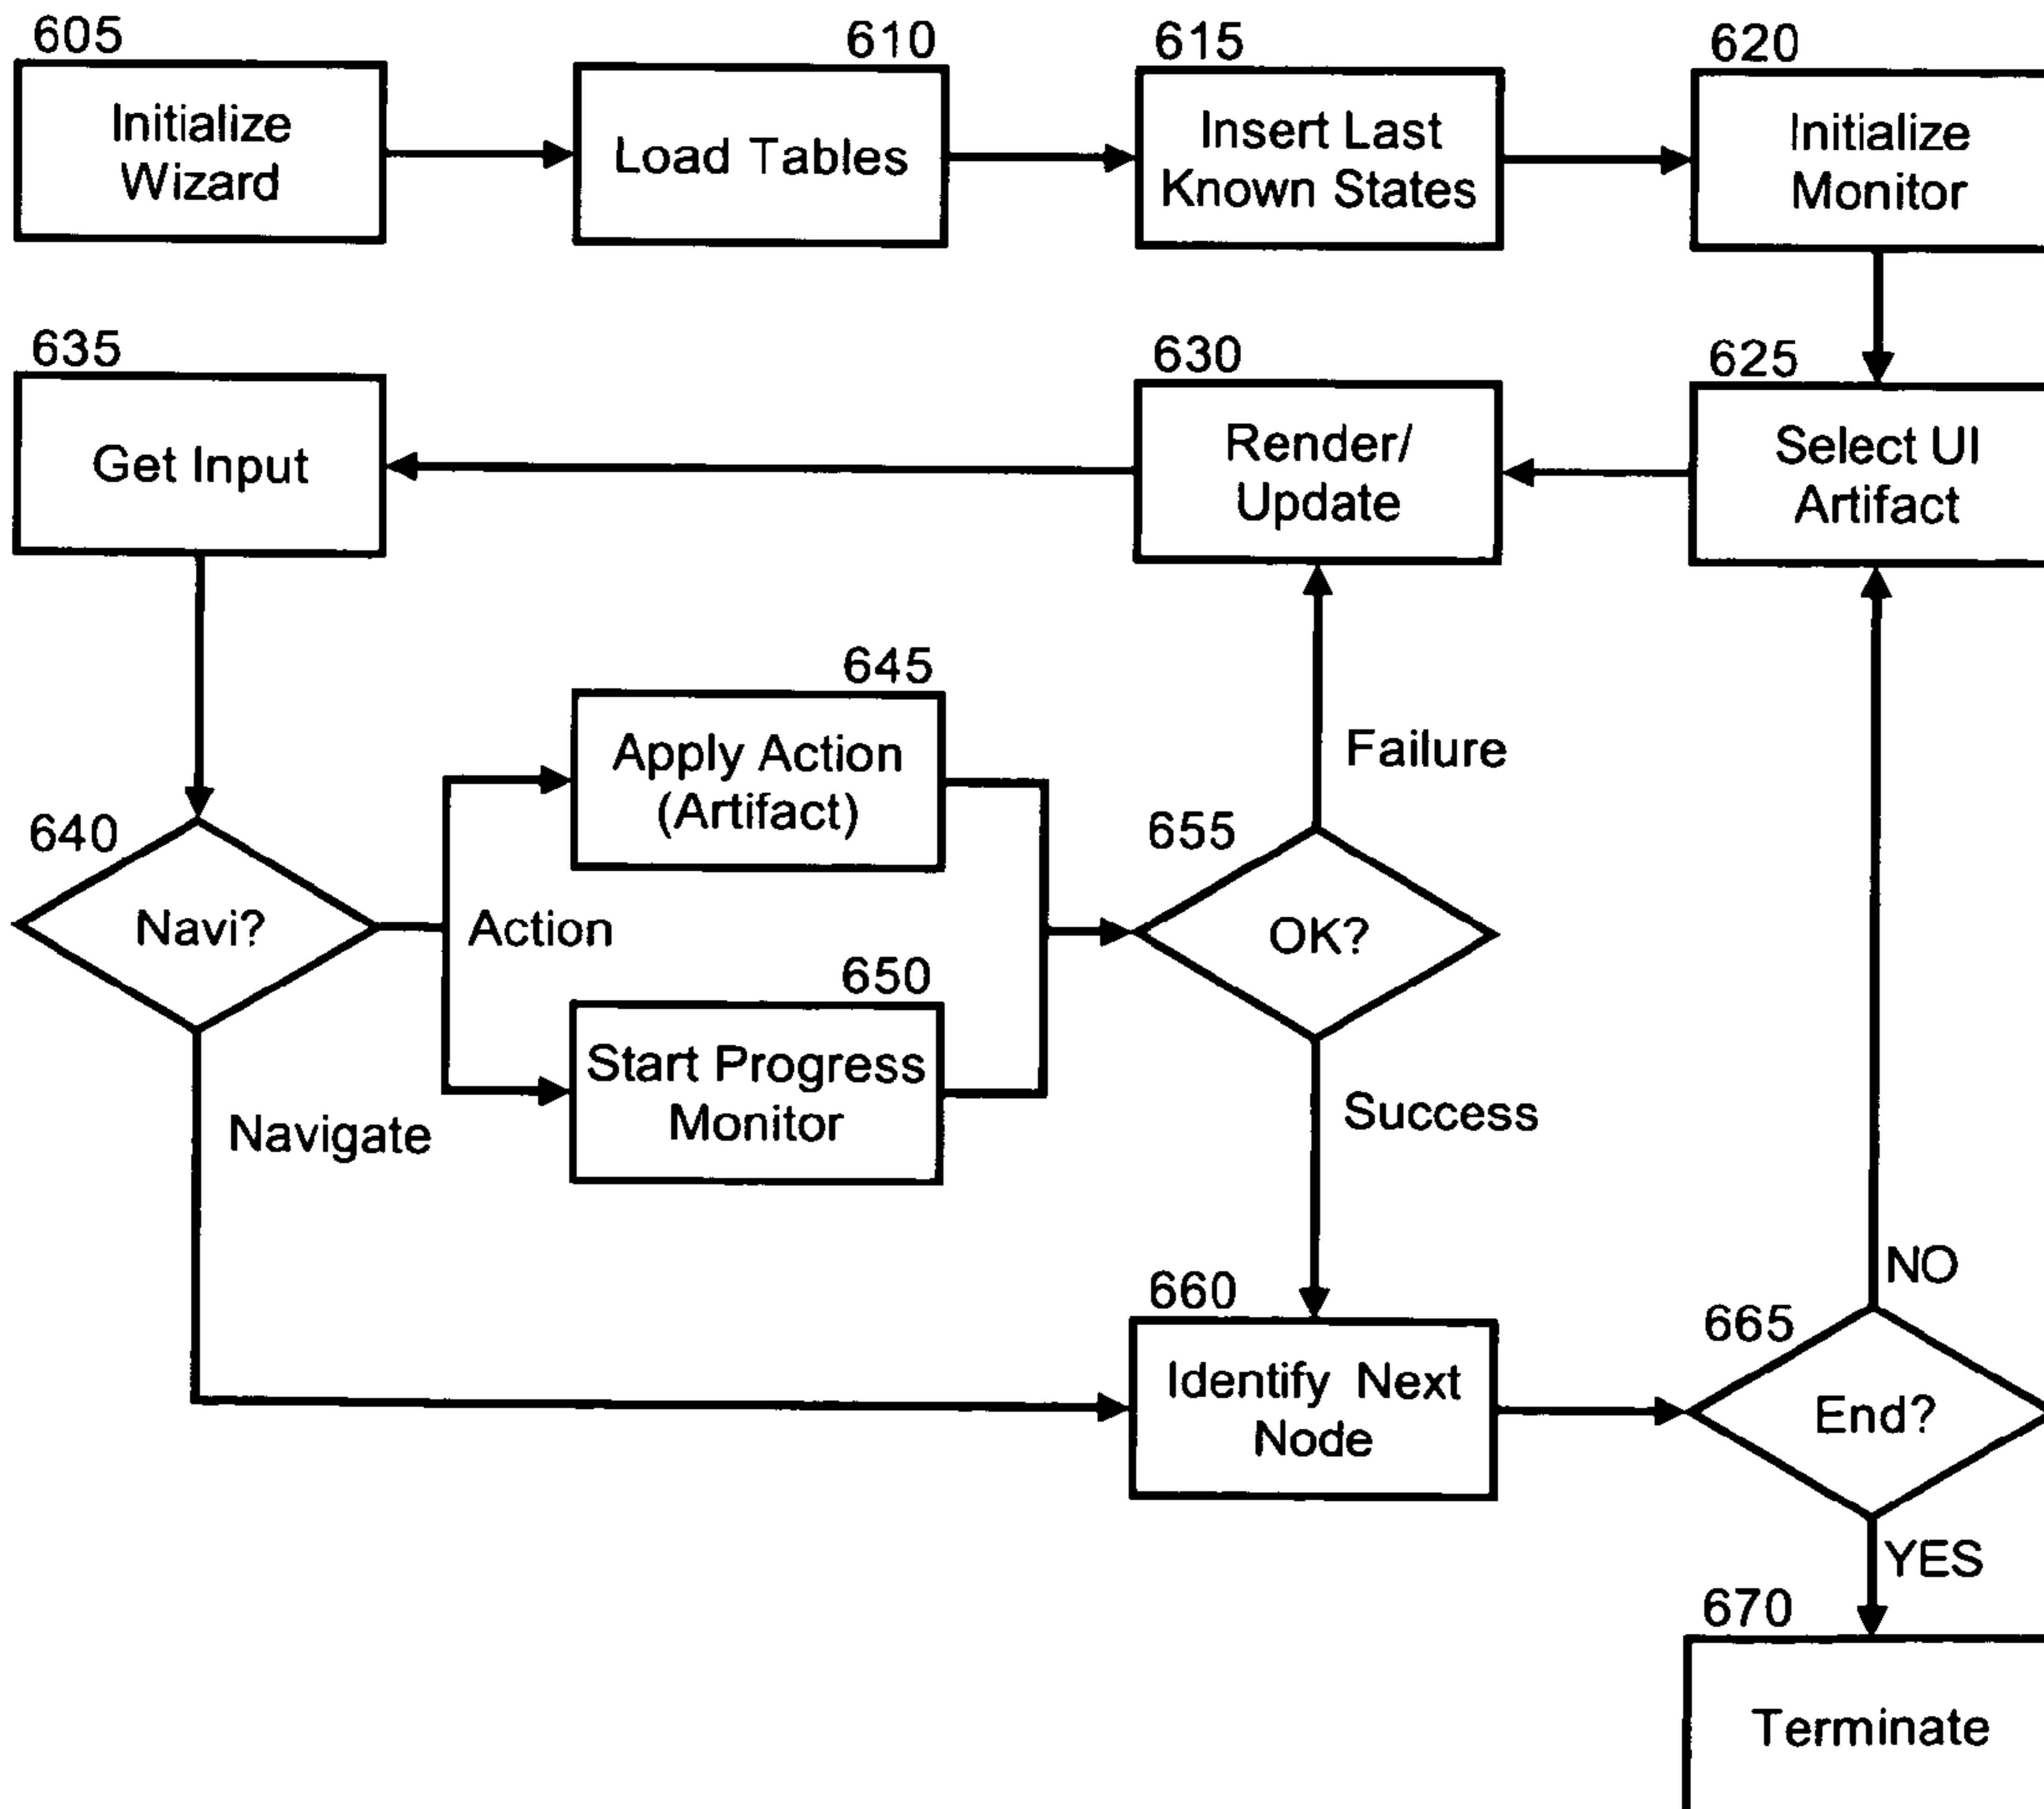 605
Initialize
Wizard
610
Load Tables
615
Insert Last
Known States
620
Initialize
Monitor
635
Get Input
630
Render/
Update
625
Select UI
Artifact
645
Apply Action
(Artifact)
Failure
640
Navi?
Action
655
OK?
650
Start Progress
Monitor
Navigate
Success
660
Identify Next
Node
NO
665
End?
YES
670
Terminate